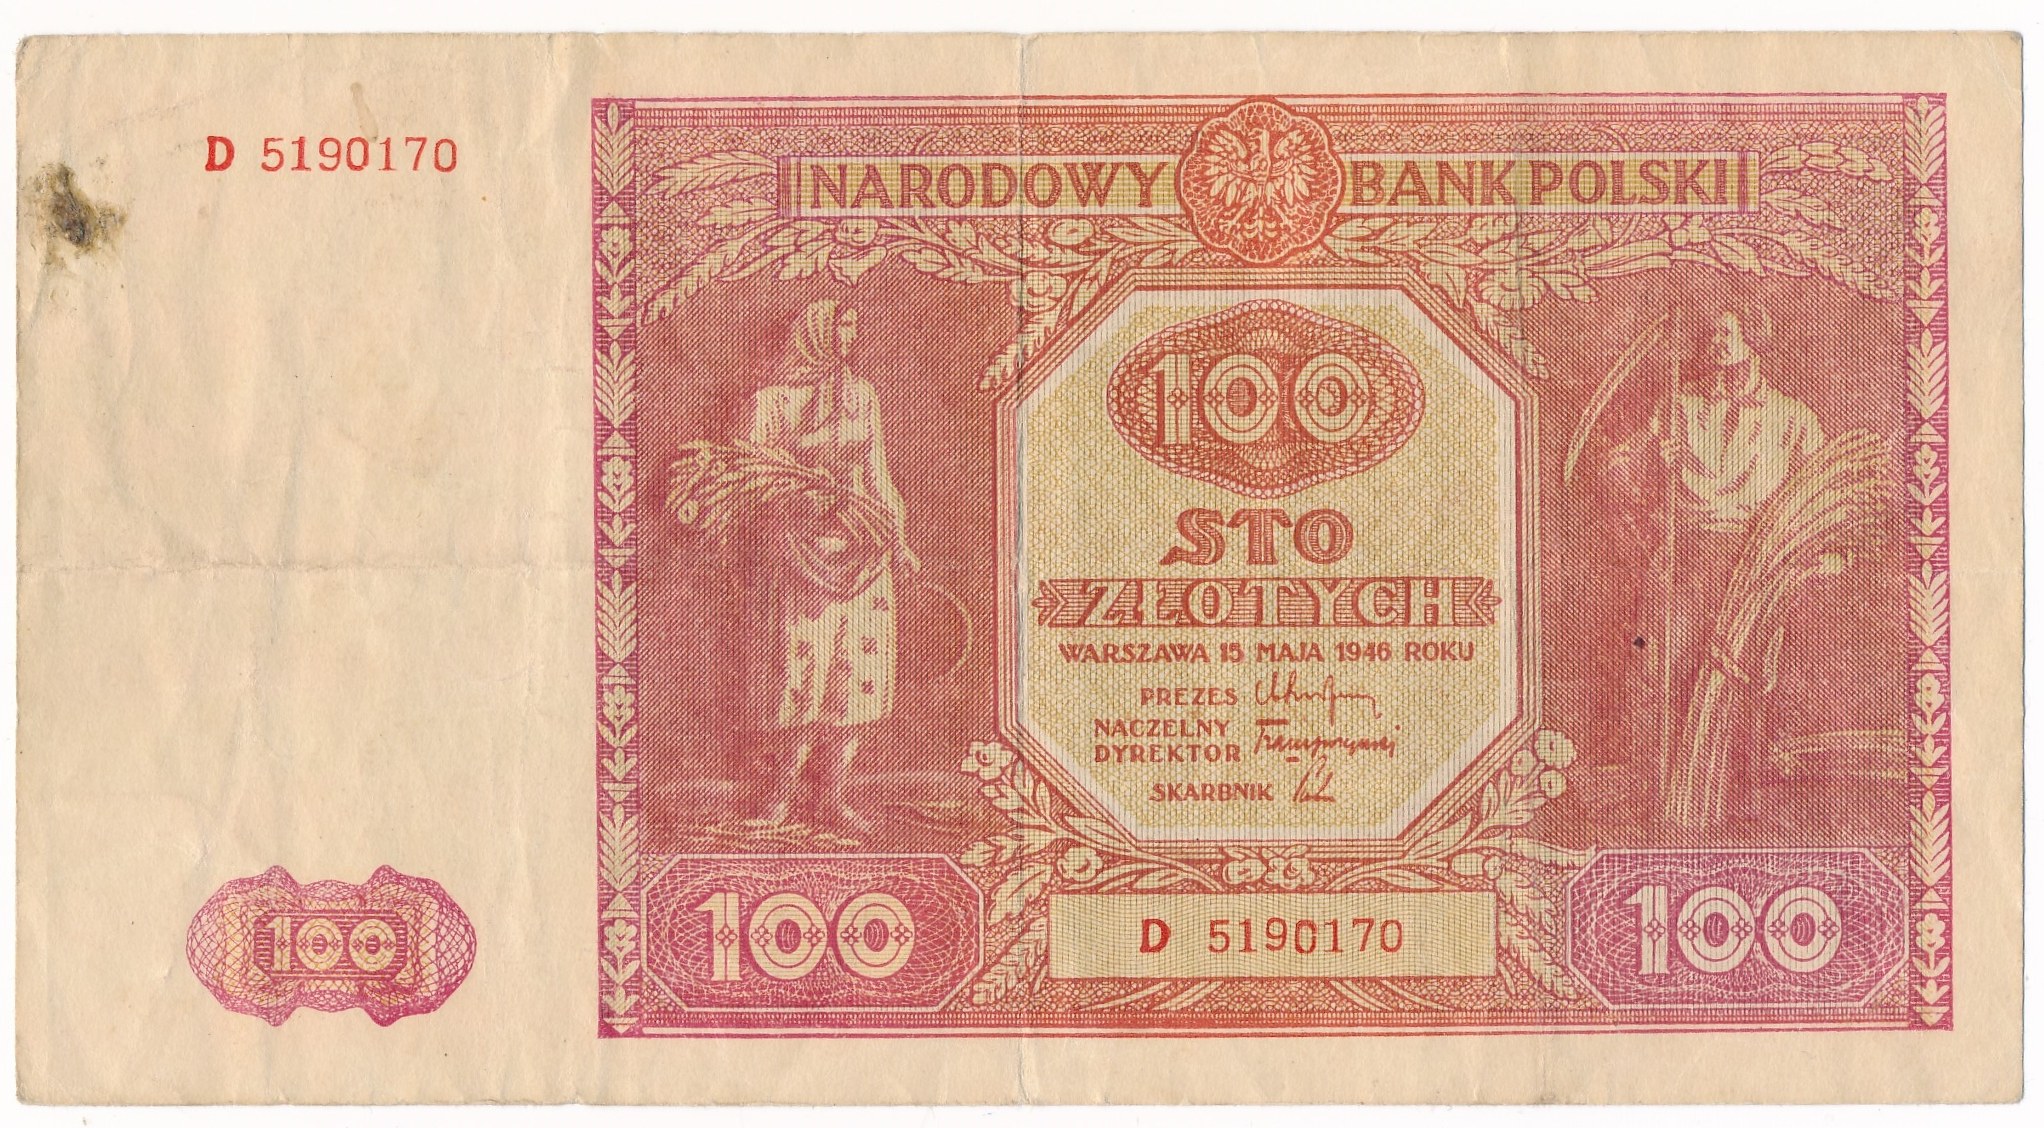 D 5190170
NARODOWY BANK POLSKI
100
STO
ZŁOTYCH
WARSZAWA 15 MAJA 1946 ROKU
PREZES
NACZELNY
DYREKTOR
SKARBNIK
100
100
D 5190170
100